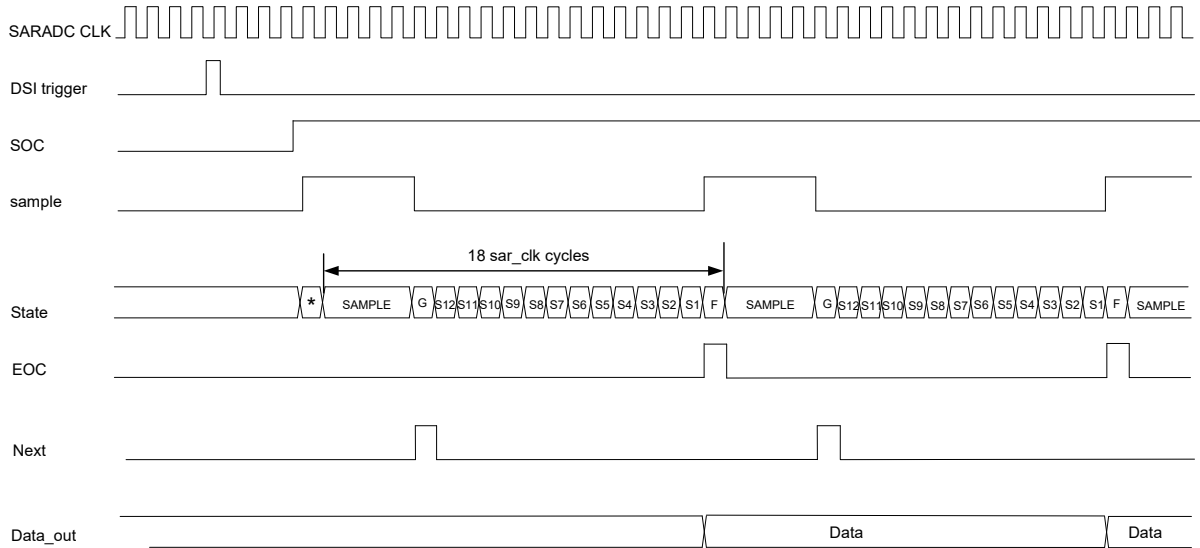 SARADC CLK
DSI trigger
SOC
sample
18 sar_clk cycles
State * SAMPLE G S12 S11 S10 S9 S8 S7 S6 S5 S4 S3 S2 S1 F SAMPLE G S12 S11 S10 S9 S8 S7 S6 S5 S4 S3 S2 S1 F SAMPLE
EOC
Next
Data_out Data Data